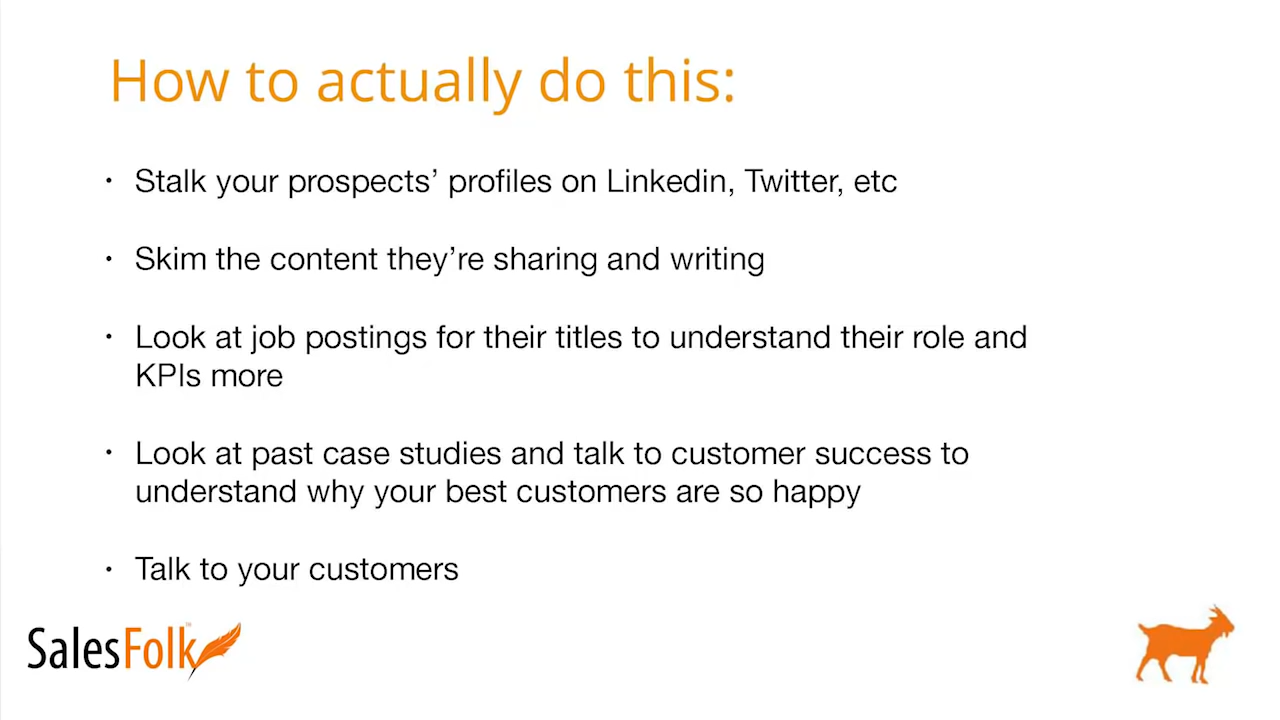 How to actually do this:
• Stalk your prospects’ profiles on Linkedin, Twitter, etc
• Skim the content they’re sharing and writing
• Look at job postings for their titles to understand their role and
KPIs more
• Look at past case studies and talk to customer success to
understand why your best customers are so happy
• Talk to your customers
SalesFolk™